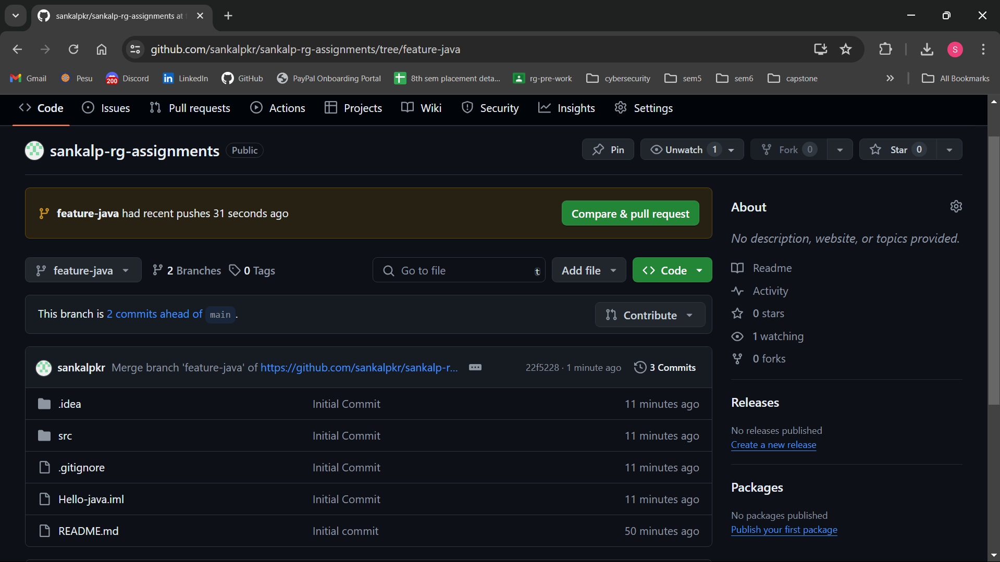 sankalpkr/sankalp-rg-assignments at
github.com/sankalpkr/sankalp-rg-assignments/tree/feature-java
S
Gmail Pesu 200 Discord in LinkedIn GitHub PayPal Onboarding Portal 8th sem placement deta... rg-pre-work cybersecurity sem5 sem6 capstone » All Bookmarks
Code Issues Pull requests Actions Projects Wiki Security Insights Settings
sankalp-rg-assignments Public Pin Unwatch 1 Fork 0 Star 0
feature-java had recent pushes 31 seconds ago Compare & pull request
feature-java 2 Branches 0 Tags Go to file t Add file Code
This branch is 2 commits ahead of main . Contribute
sankalpkr Merge branch 'feature-java' of https://github.com/sankalpkr/sankalp-r... 22f5228 · 1 minute ago 3 Commits
.idea Initial Commit 11 minutes ago
src Initial Commit 11 minutes ago
.gitignore Initial Commit 11 minutes ago
Hello-java.iml Initial Commit 11 minutes ago
README.md Initial commit 50 minutes ago
About
No description, website, or topics provided.
Readme
Activity
0 stars
1 watching
0 forks
Releases
No releases published
Create a new release
Packages
No packages published
Publish your first package